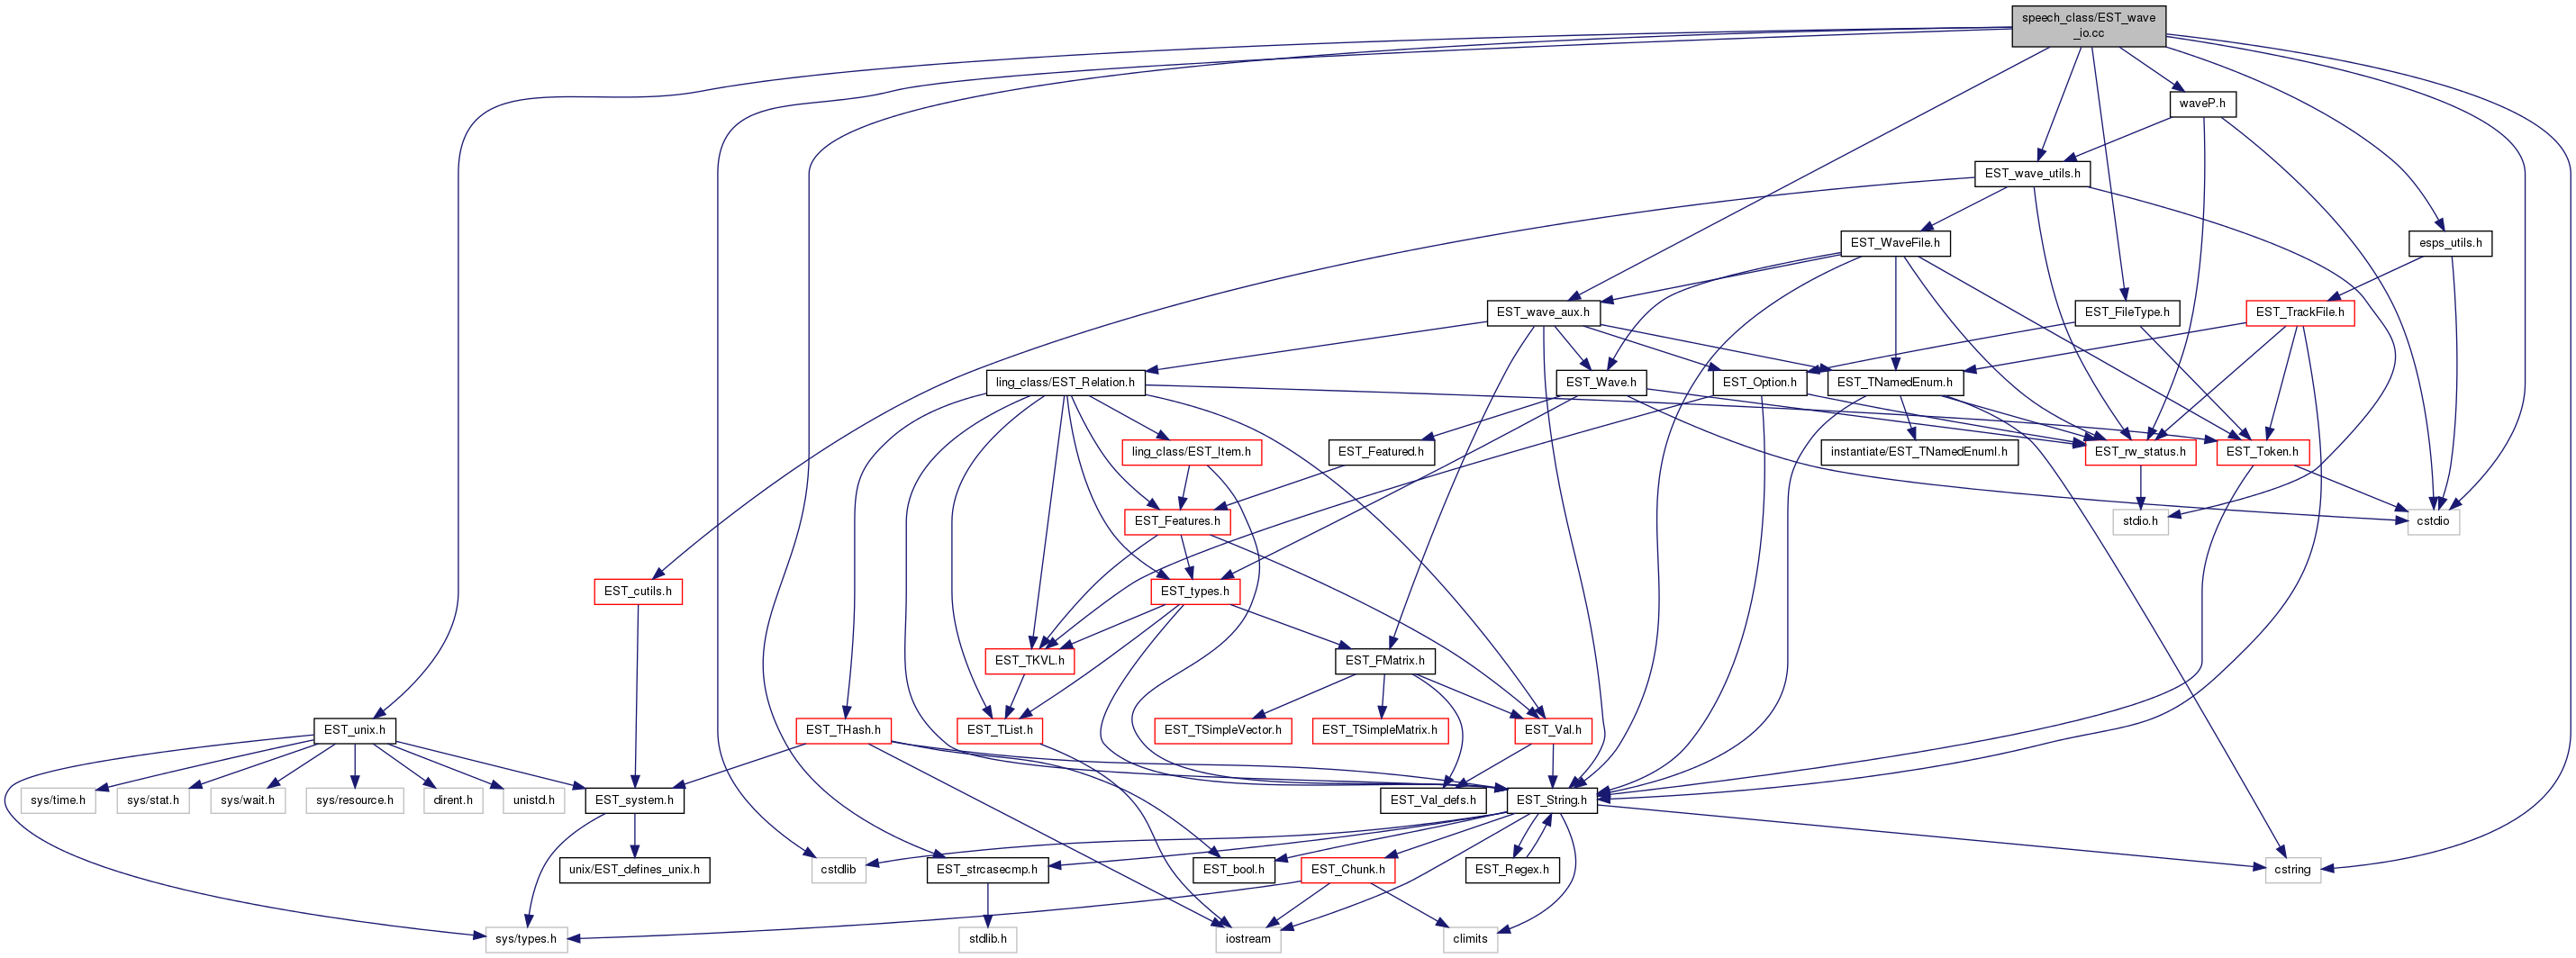 speech_class/EST_wave
_io.cc
waveP.h
EST_wave_utils.h
EST_WaveFile.h
esps_utils.h
EST_wave_aux.h
EST_FileType.h
EST_TrackFile.h
ling_class/EST_Relation.h
EST_Wave.h
EST_Option.h
EST_TNamedEnum.h
ling_class/EST_Item.h
EST_Featured.h
instantiate/EST_TNamedEnumI.h
EST_rw_status.h
EST_Token.h
EST_Features.h
stdio.h
cstdio
EST_cutils.h
EST_types.h
EST_TKVL.h
EST_FMatrix.h
EST_unix.h
EST_THash.h
EST_TList.h
EST_TSimpleVector.h
EST_TSimpleMatrix.h
EST_Val.h
sys/time.h
sys/stat.h
sys/wait.h
sys/resource.h
dirent.h
unistd.h
EST_system.h
EST_Val_defs.h
EST_String.h
unix/EST_defines_unix.h
cstdlib
EST_strcasecmp.h
EST_bool.h
EST_Chunk.h
EST_Regex.h
cstring
sys/types.h
stdlib.h
iostream
climits